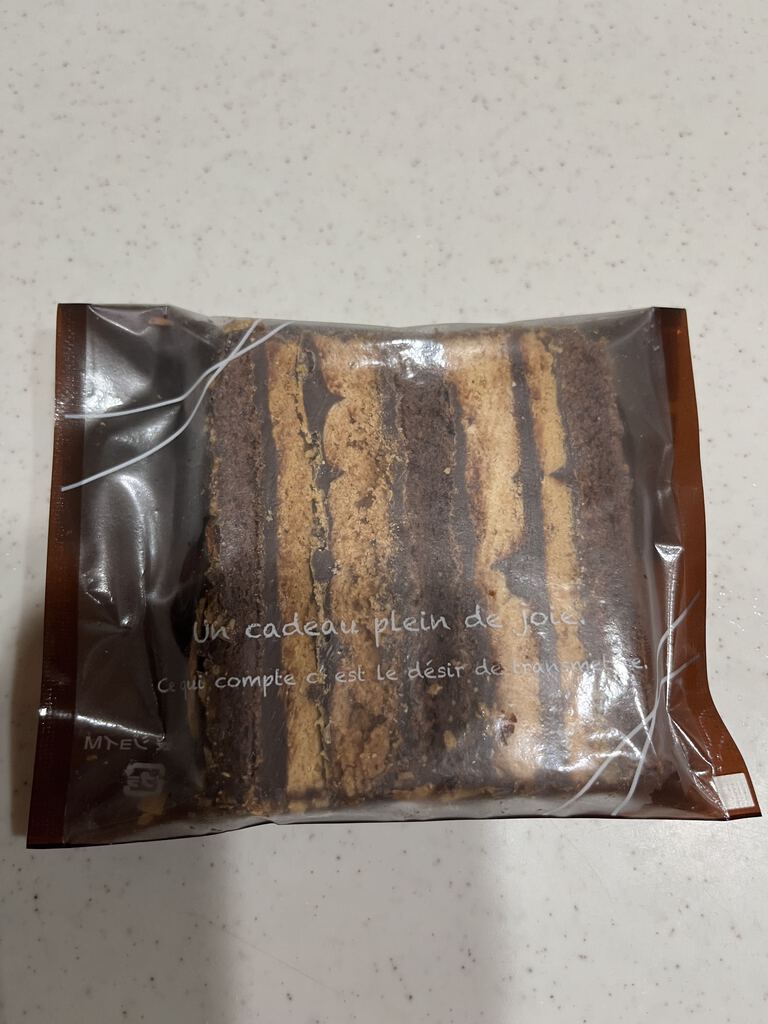 Un cadeau plein de joie.
Ce qui compte c'est le désir de